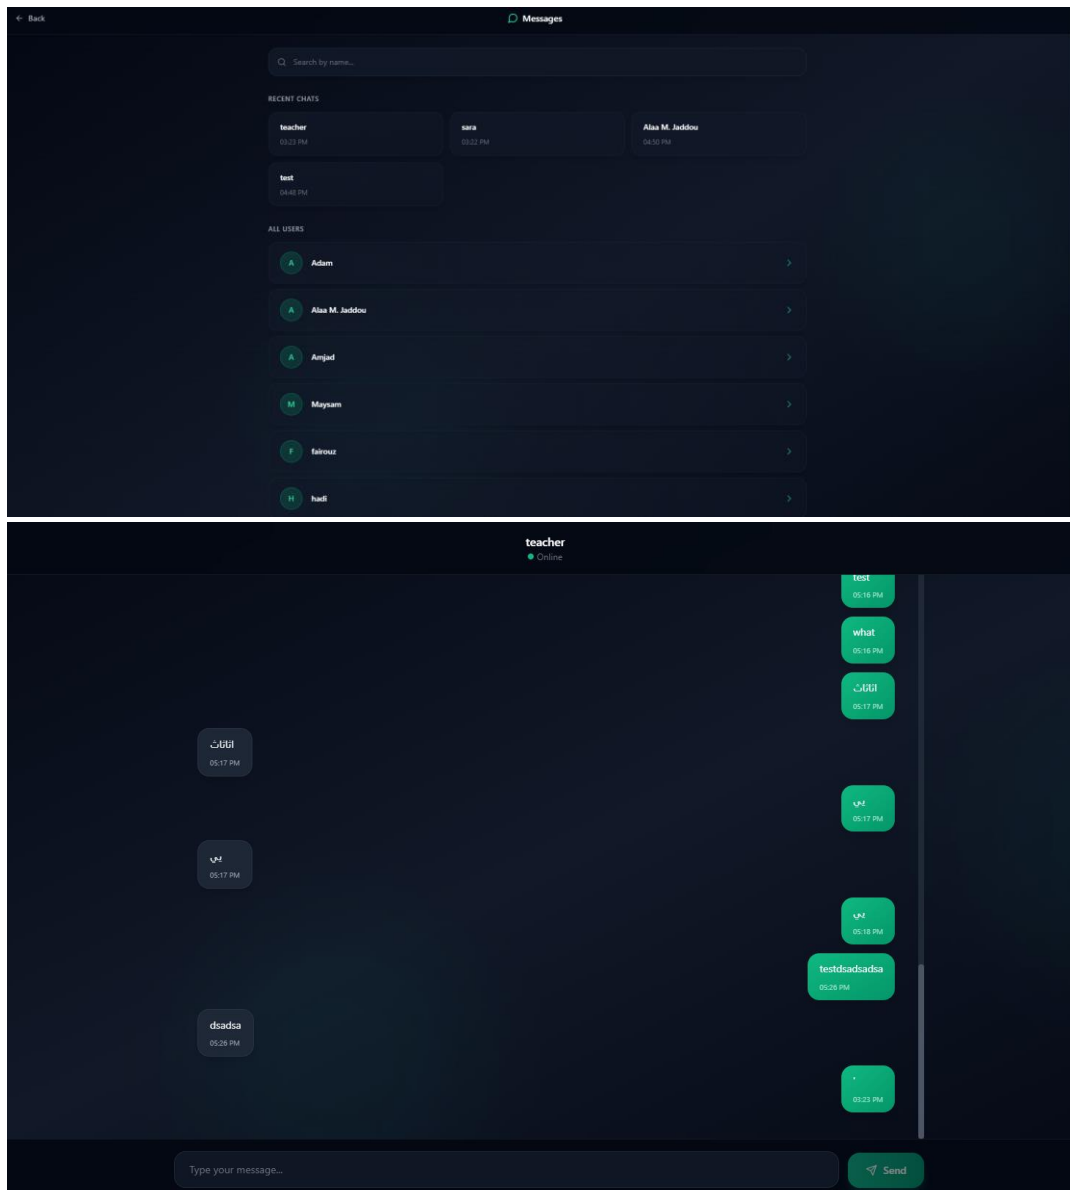 Back
Messages
Search by name...
RECENT CHATS
teacher
03:23 PM
sara
03:22 PM
Alaa M. Jaddou
04:50 PM
test
04:48 PM
ALL USERS
A Adam
A Alaa M. Jaddou
A Amjad
M Maysam
F fairouz
H hadi
teacher
Online
test
05:16 PM
what
05:16 PM
اتاتاث
05:17 PM
اتاتاث
05:17 PM
يي
05:17 PM
يي
05:17 PM
يي
05:18 PM
testdsadsadsa
05:26 PM
dsadsa
05:26 PM
03:23 PM
Type your message...
Send